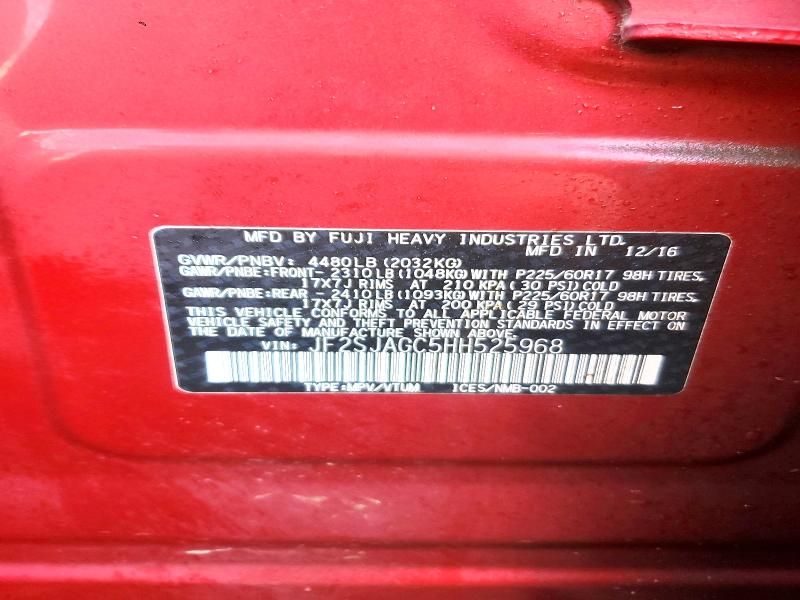 MFD BY FUJI HEAVY INDUSTRIES LTD.
MFD IN 12/16
GVWR/PNBV: 4480LB(2032KG)
GAWR/PNBE:FRONT- 2310LB(1048KG)WITH P225/60R17 98H TIRES,
17X7J RIMS AT 210 KPA( 30 PSI)COLD
GAWR/PNBE:REAR - 2410LB(1093KG)WITH P225/60R17 98H TIRES,
17X7J RIMS AT 200 KPA( 29 PSI)COLD
THIS VEHICLE CONFORMS TO ALL APPLICABLE FEDERAL MOTOR
VEHICLE SAFETY AND THEFT PREVENTION STANDARDS IN EFFECT ON
THE DATE OF MANUFACTURE SHOWN ABOVE.
VIN: JF2SJAGC5HH525968
TYPE:MPV/VTUM ICES/NMB-002